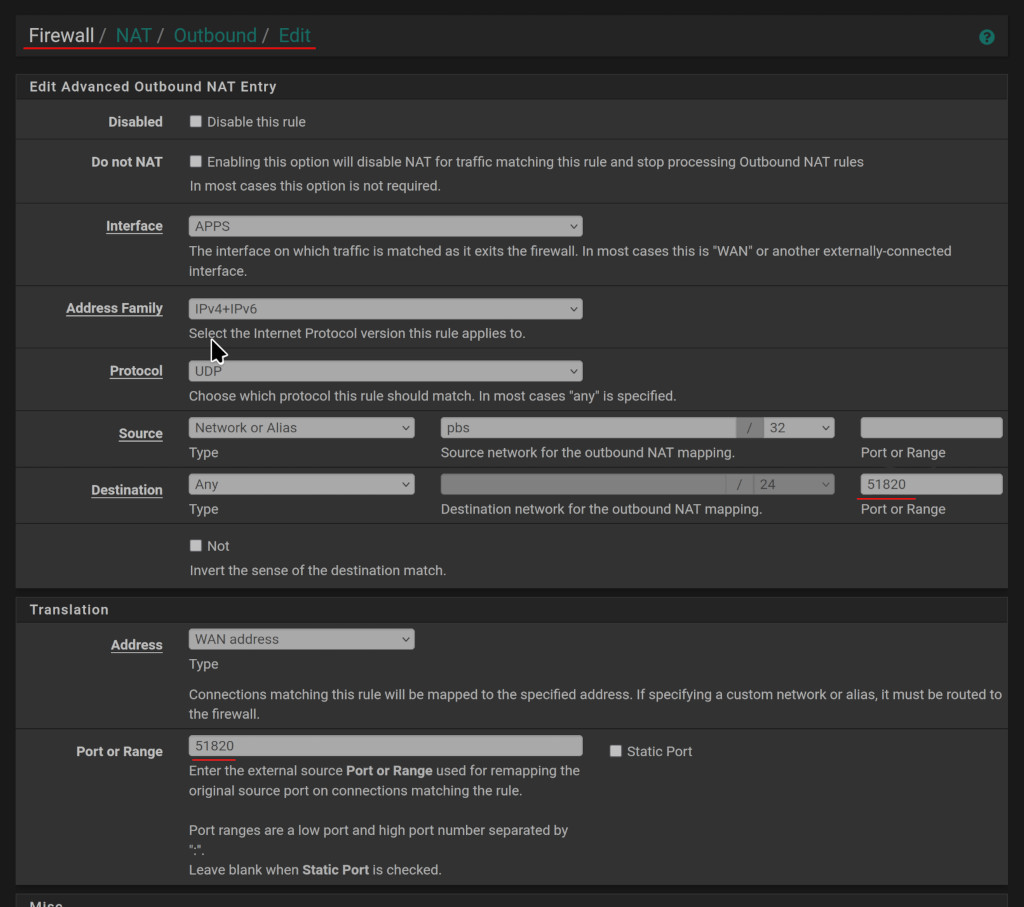 Firewall / NAT / Outbound / Edit
Edit Advanced Outbound NAT Entry
Disabled
Disable this rule
Do not NAT
Enabling this option will disable NAT for traffic matching this rule and stop processing Outbound NAT rules
In most cases this option is not required.
Interface
APPS
The interface on which traffic is matched as it exits the firewall. In most cases this is "WAN" or another externally-connected
interface.
Address Family
IPv4+IPv6
Select the Internet Protocol version this rule applies to.
Protocol
UDP
Choose which protocol this rule should match. In most cases "any" is specified.
Source
Network or Alias
pbs / 32
Type
Source network for the outbound NAT mapping.
Port or Range
Destination
Any
/ 24
51820
Type
Destination network for the outbound NAT mapping.
Port or Range
Not
Invert the sense of the destination match.
Translation
Address
WAN address
Type
Connections matching this rule will be mapped to the specified address. If specifying a custom network or alias, it must be routed to
the firewall.
Port or Range
51820
Static Port
Enter the external source Port or Range used for remapping the
original source port on connections matching the rule.
Port ranges are a low port and high port number separated by
":".
Leave blank when Static Port is checked.
Misc